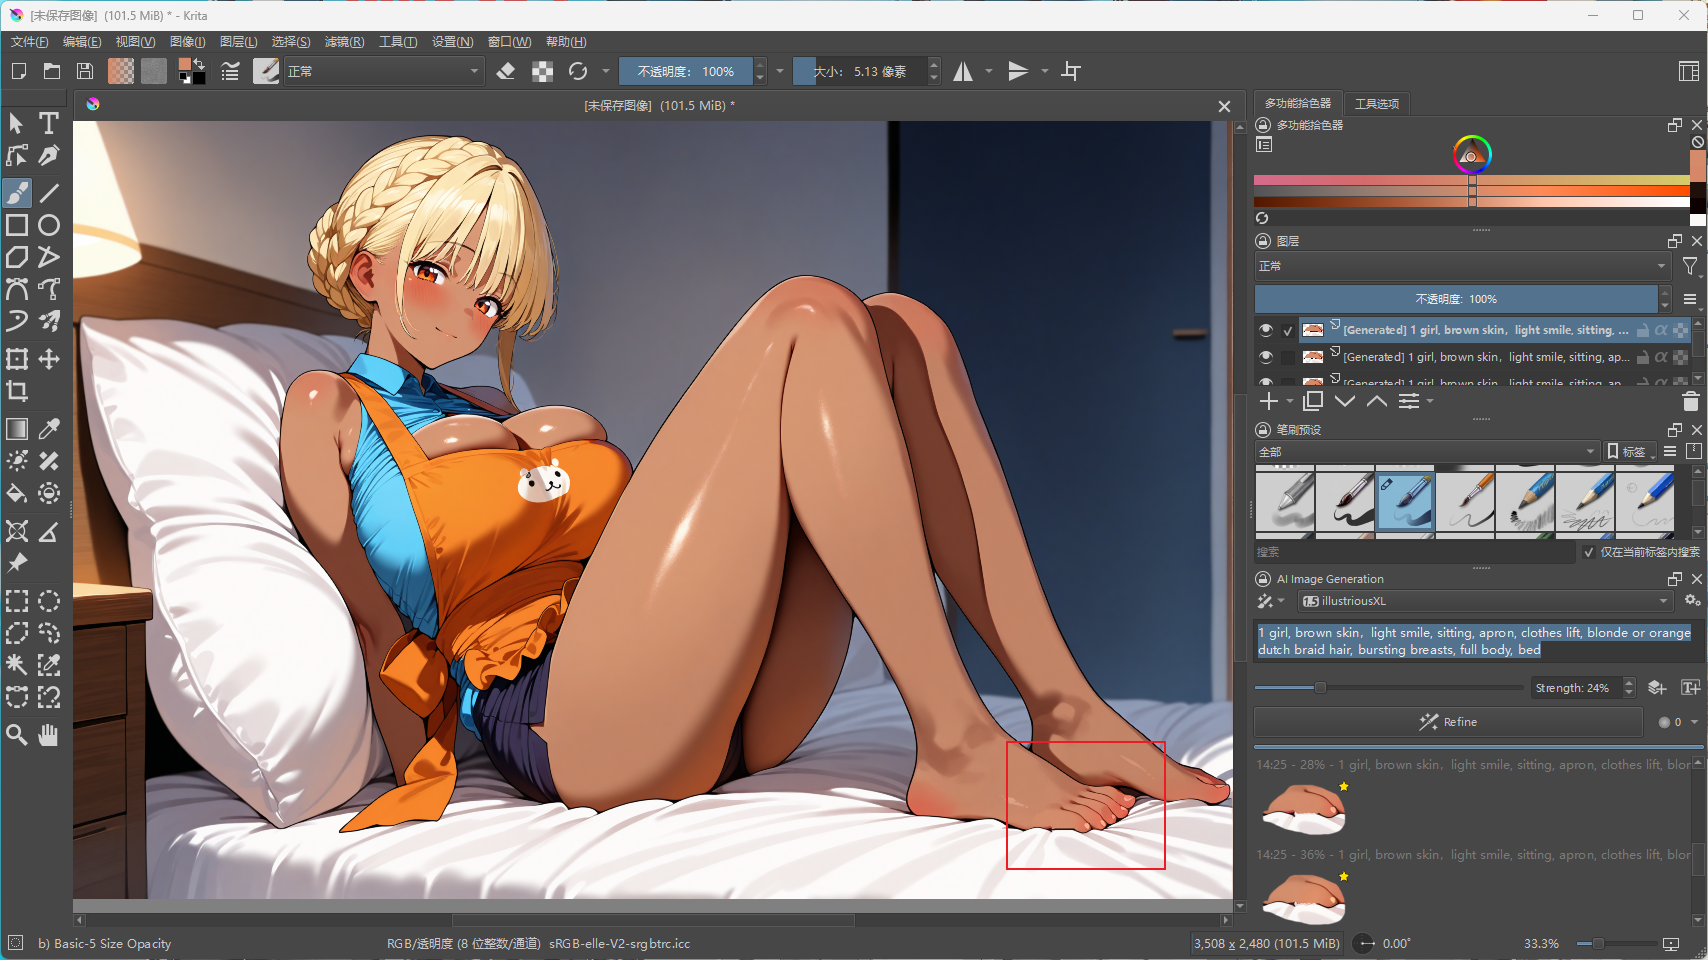 [未保存图像]  (101.5 MiB) * - Krita
文件(F) 编辑(E) 视图(V) 图像(I) 图层(L) 选择(S) 滤镜(R) 工具(T) 设置(N) 窗口(W) 帮助(H)
正常 不透明度: 100% 大小: 5.13 像素
[未保存图像]  (101.5 MiB) *
多功能拾色器 工具选项
多功能拾色器
图层
正常
不透明度: 100%
[Generated] 1 girl, brown skin,  light smile, sitting, ...
[Generated] 1 girl, brown skin,  light smile, sitting, ap...
[Generated] 1 girl, brown skin,  light smile, sitting, ap...
笔刷预设
全部 标签
搜索 仅在当前标签内搜索
AI Image Generation
1.5 illustriousXL
1 girl, brown skin,  light smile, sitting, apron, clothes lift, blonde or orange
dutch braid hair, bursting breasts, full body, bed
Strength: 24%
Refine 0
14:25 - 28% - 1 girl, brown skin,  light smile, sitting, apron, clothes lift, blor
14:25 - 36% - 1 girl, brown skin,  light smile, sitting, apron, clothes lift, blor
b) Basic-5 Size Opacity RGB/透明度 (8 位整数/通道)  sRGB-elle-V2-srgbtrc.icc 3,508 x 2,480 (101.5 MiB) 0.00° 33.3%